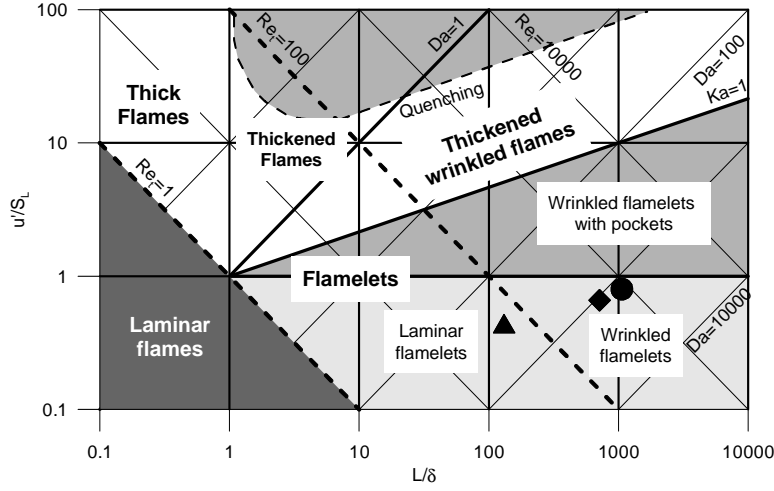 100
10
1
0.1
u'/S_L
Re_t=100
Da=1
Re_t=10000
Da=100
Ka=1
Quenching
Thick
Flames
Thickened
Flames
Thickened
wrinkled flames
Re_t=1
Wrinkled flamelets
with pockets
Flamelets
Laminar
flames
Laminar
flamelets
Wrinkled
flamelets
Da=10000
0.1
1
10
100
1000
10000
L/δ